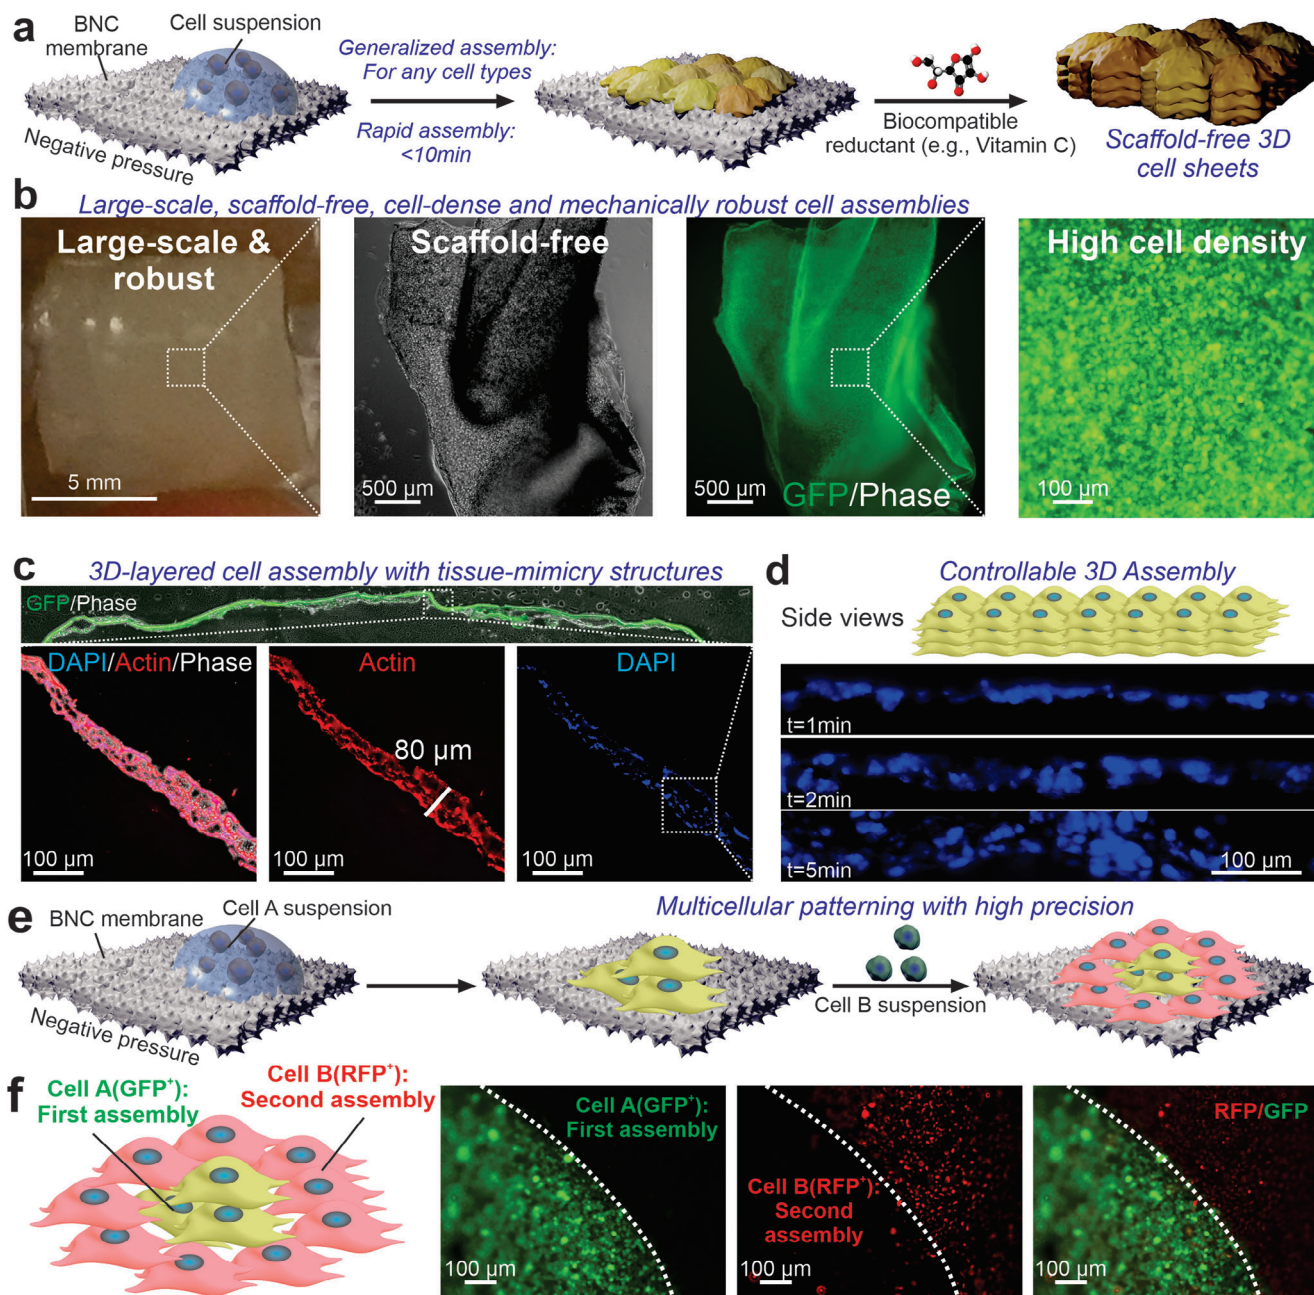 a
BNC
membrane
Cell suspension
Negative pressure
Generalized assembly:
For any cell types
Rapid assembly:
<10min
Biocompatible
reductant (e.g., Vitamin C)
Scaffold-free 3D
cell sheets
b
Large-scale, scaffold-free, cell-dense and mechanically robust cell assemblies
Large-scale &
robust
5 mm
Scaffold-free
500 µm
500 µm
GFP/Phase
High cell density
100 µm
c
3D-layered cell assembly with tissue-mimicry structures
GFP/Phase
DAPI/Actin/Phase
100 µm
Actin
80 µm
100 µm
DAPI
100 µm
d
Controllable 3D Assembly
Side views
t=1min
t=2min
t=5min
100 µm
e
BNC membrane
Cell A suspension
Negative pressure
Multicellular patterning with high precision
Cell B suspension
f
Cell A(GFP⁺):
First assembly
Cell B(RFP⁺):
Second assembly
Cell A(GFP⁺):
First assembly
100 µm
Cell B(RFP⁺):
Second
assembly
100 µm
RFP/GFP
100 µm